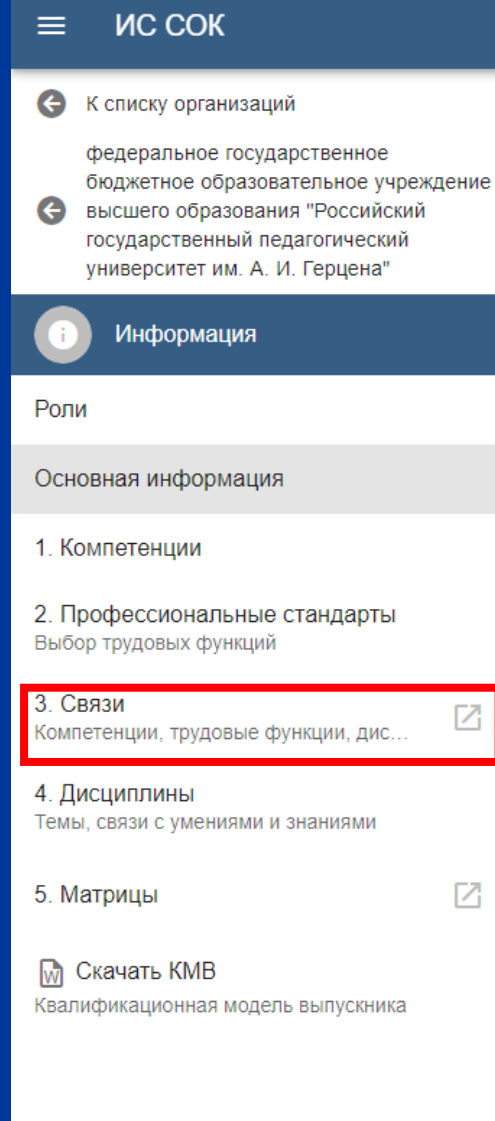 ИС СОК
К списку организаций
федеральное государственное
бюджетное образовательное учреждение
высшего образования "Российский
государственный педагогический
университет им. А. И. Герцена"
Информация
Роли
Основная информация
1. Компетенции
2. Профессиональные стандарты
Выбор трудовых функций
3. Связи
Компетенции, трудовые функции, дис...
4. Дисциплины
Темы, связи с умениями и знаниями
5. Матрицы
Скачать КМВ
Квалификационная модель выпускника